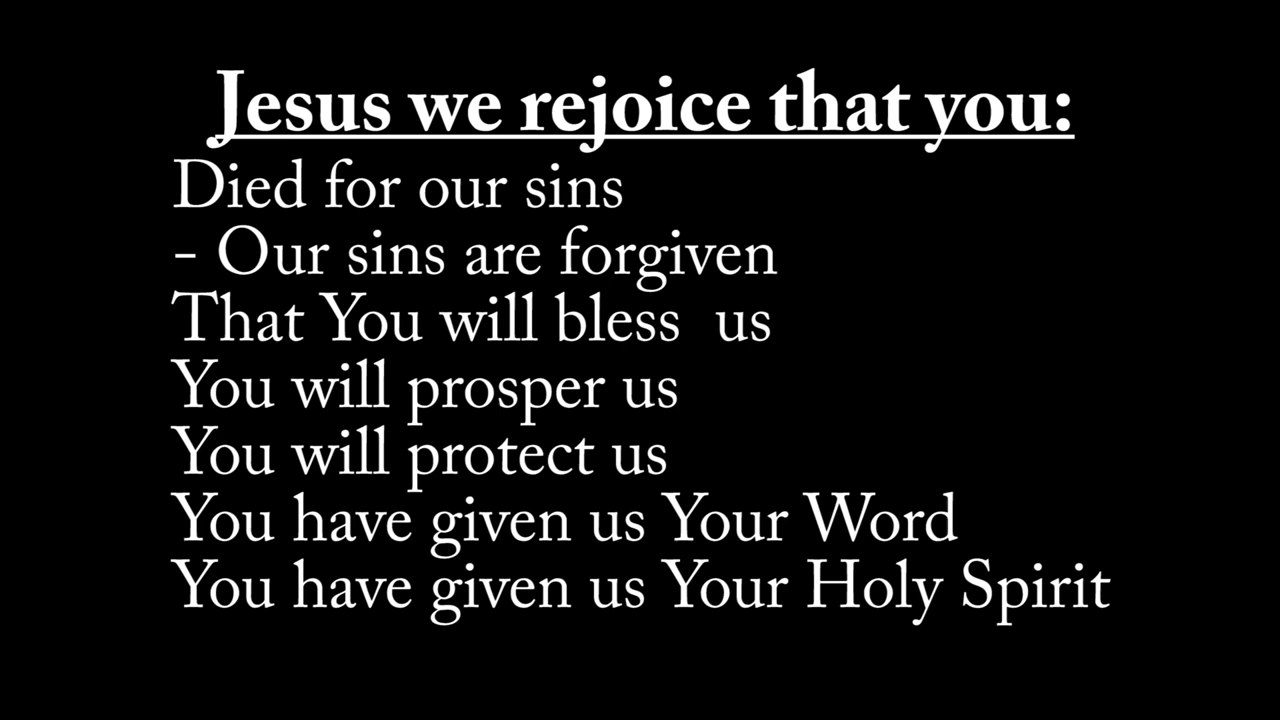 Jesus we rejoice that you:
Died for our sins
- Our sins are forgiven
That You will bless  us
You will prosper us
You will protect us
You have given us Your Word
You have given us Your Holy Spirit